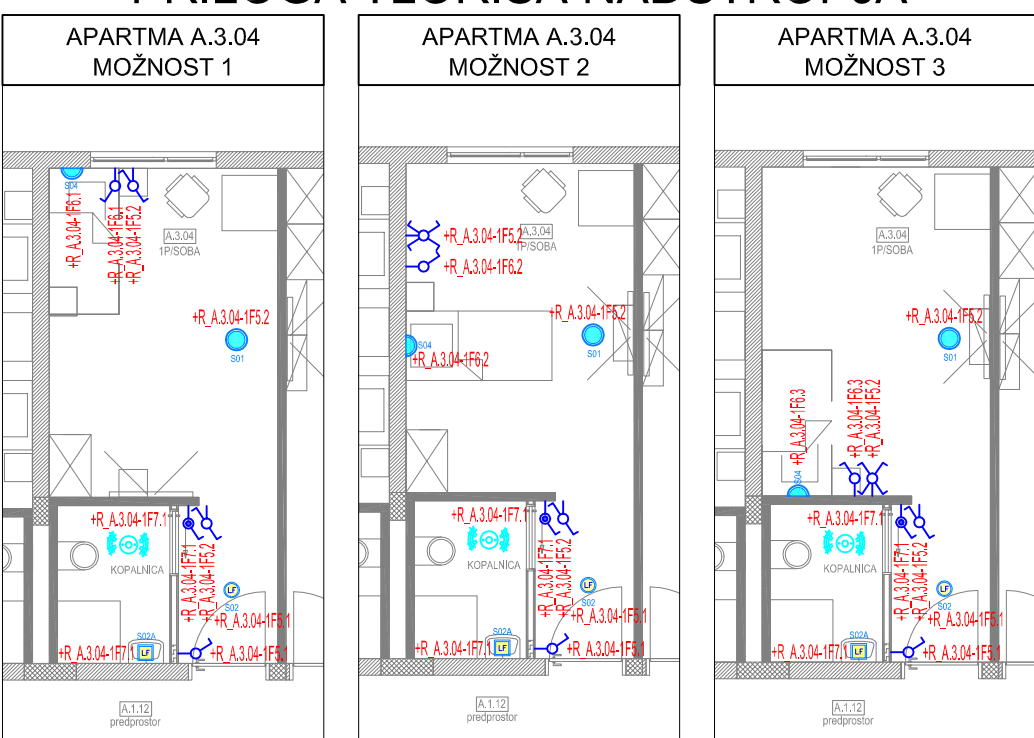 APARTMA A.3.04
MOŽNOST 1
S04
+R_A.3.04-1F6.1
+R_A.3.04-1F6.1
+R_A.3.04-1F5.2
A.3.04
1P/SOBA
+R_A.3.04-1F5.2
S01
+R_A.3.04-1F7.1
KOPALNICA
+R_A.3.04-1F7.1
+R_A.3.04-1F5.2
LF
S02
+R_A.3.04-1F5.1
S02A
LF
+R_A.3.04-1F7.1
+R_A.3.04-1F5.1
A.1.12
predprostor
APARTMA A.3.04
MOŽNOST 2
A.3.04
1P/SOBA
+R_A.3.04-1F5.2
+R_A.3.04-1F6.2
+R_A.3.04-1F5.2
S01
S04
+R_A.3.04-1F6.2
+R_A.3.04-1F7.1
KOPALNICA
+R_A.3.04-1F7.1
+R_A.3.04-1F5.2
LF
S02
+R_A.3.04-1F5.1
S02A
LF
+R_A.3.04-1F7.1
+R_A.3.04-1F5.1
A.1.12
predprostor
APARTMA A.3.04
MOŽNOST 3
A.3.04
1P/SOBA
+R_A.3.04-1F5.2
S01
+R_A.3.04-1F6.3
S04
+R_A.3.04-1F6.3
+R_A.3.04-1F5.2
+R_A.3.04-1F7.1
KOPALNICA
+R_A.3.04-1F7.1
+R_A.3.04-1F5.2
LF
S02
+R_A.3.04-1F5.1
S02A
LF
+R_A.3.04-1F7.1
+R_A.3.04-1F5.1
A.1.12
predprostor